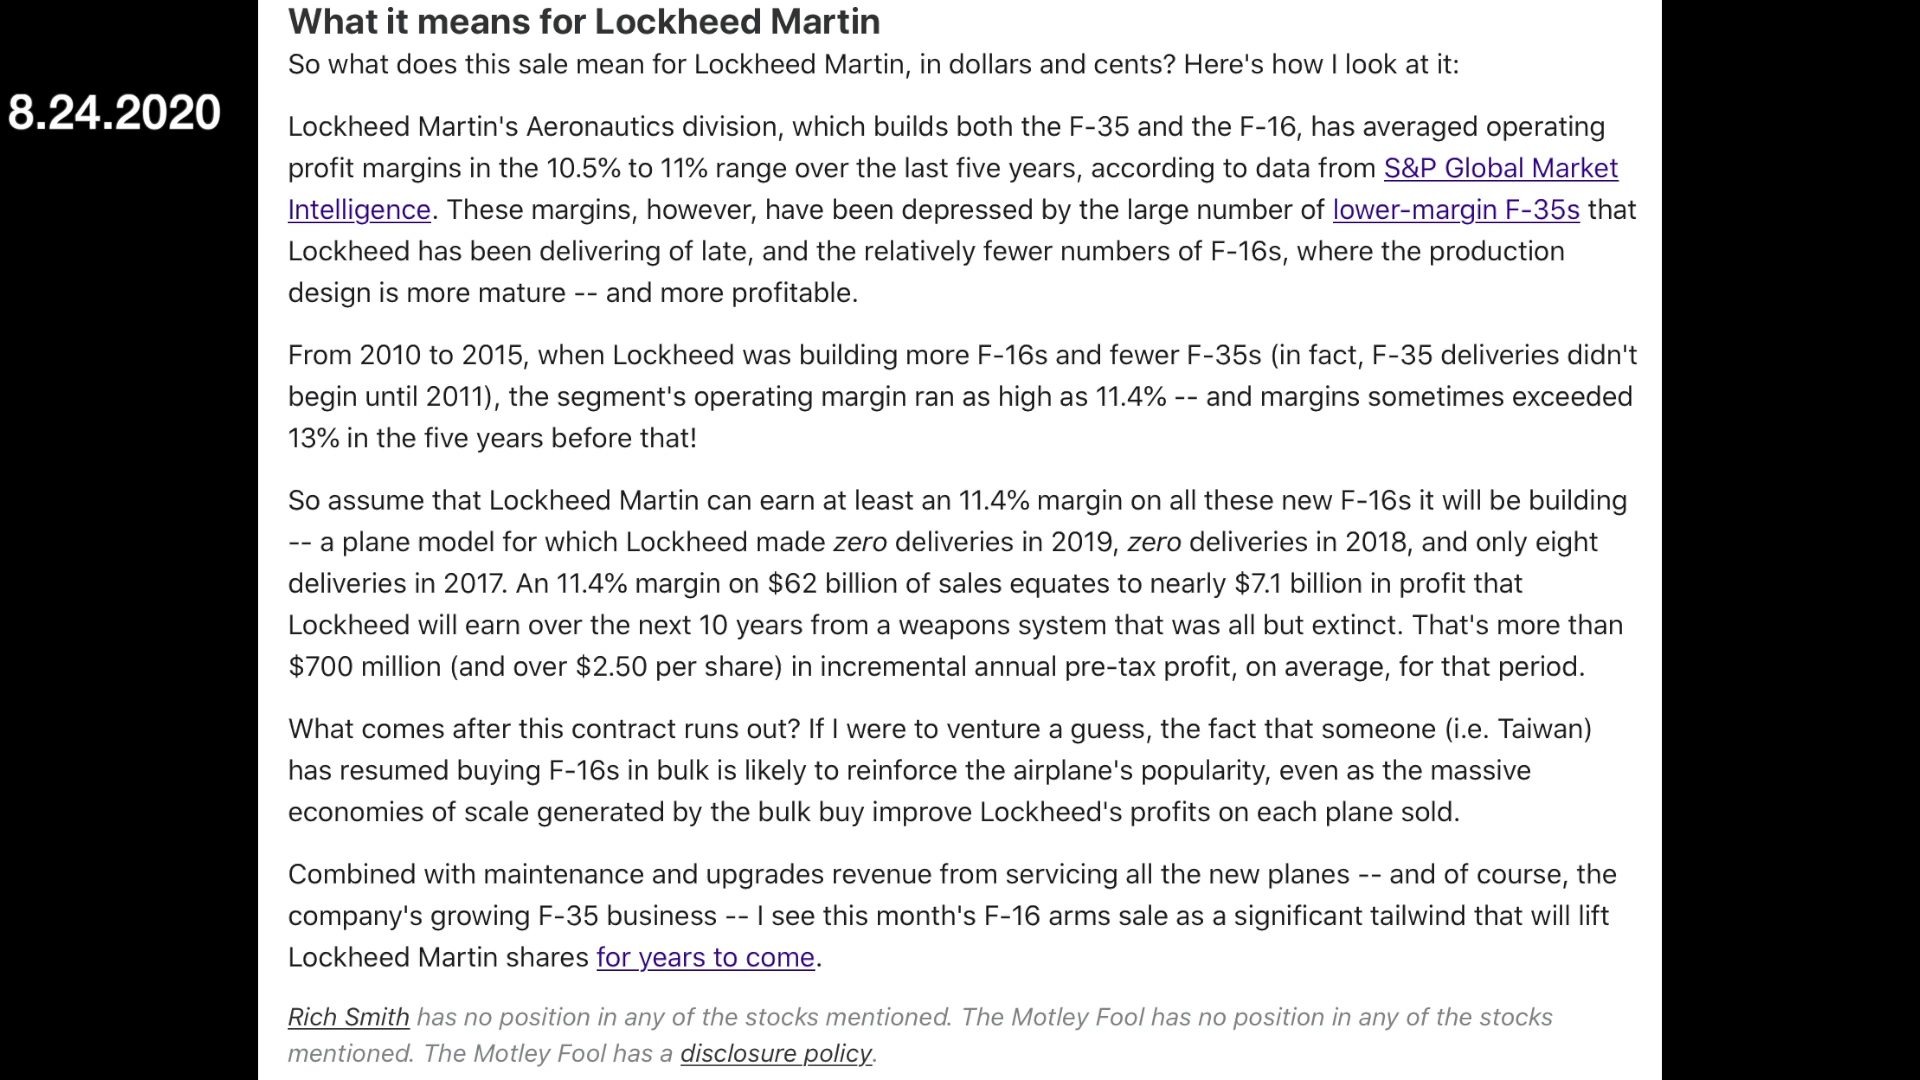 What it means for Lockheed Martin
So what does this sale mean for Lockheed Martin, in dollars and cents? Here's how I look at it:
8.24.2020
Lockheed Martin's Aeronautics division, which builds both the F-35 and the F-16, has averaged operating
profit margins in the 10.5% to 11% range over the last five years, according to data from S&P Global Market
Intelligence. These margins, however, have been depressed by the large number of lower-margin F-35s that
Lockheed has been delivering of late, and the relatively fewer numbers of F-16s, where the production
design is more mature -- and more profitable.
From 2010 to 2015, when Lockheed was building more F-16s and fewer F-35s (in fact, F-35 deliveries didn't
begin until 2011), the segment's operating margin ran as high as 11.4% -- and margins sometimes exceeded
13% in the five years before that!
So assume that Lockheed Martin can earn at least an 11.4% margin on all these new F-16s it will be building
-- a plane model for which Lockheed made zero deliveries in 2019, zero deliveries in 2018, and only eight
deliveries in 2017. An 11.4% margin on $62 billion of sales equates to nearly $7.1 billion in profit that
Lockheed will earn over the next 10 years from a weapons system that was all but extinct. That's more than
$700 million (and over $2.50 per share) in incremental annual pre-tax profit, on average, for that period.
What comes after this contract runs out? If I were to venture a guess, the fact that someone (i.e. Taiwan)
has resumed buying F-16s in bulk is likely to reinforce the airplane's popularity, even as the massive
economies of scale generated by the bulk buy improve Lockheed's profits on each plane sold.
Combined with maintenance and upgrades revenue from servicing all the new planes -- and of course, the
company's growing F-35 business -- I see this month's F-16 arms sale as a significant tailwind that will lift
Lockheed Martin shares for years to come.
Rich Smith has no position in any of the stocks mentioned. The Motley Fool has no position in any of the stocks
mentioned. The Motley Fool has a disclosure policy.